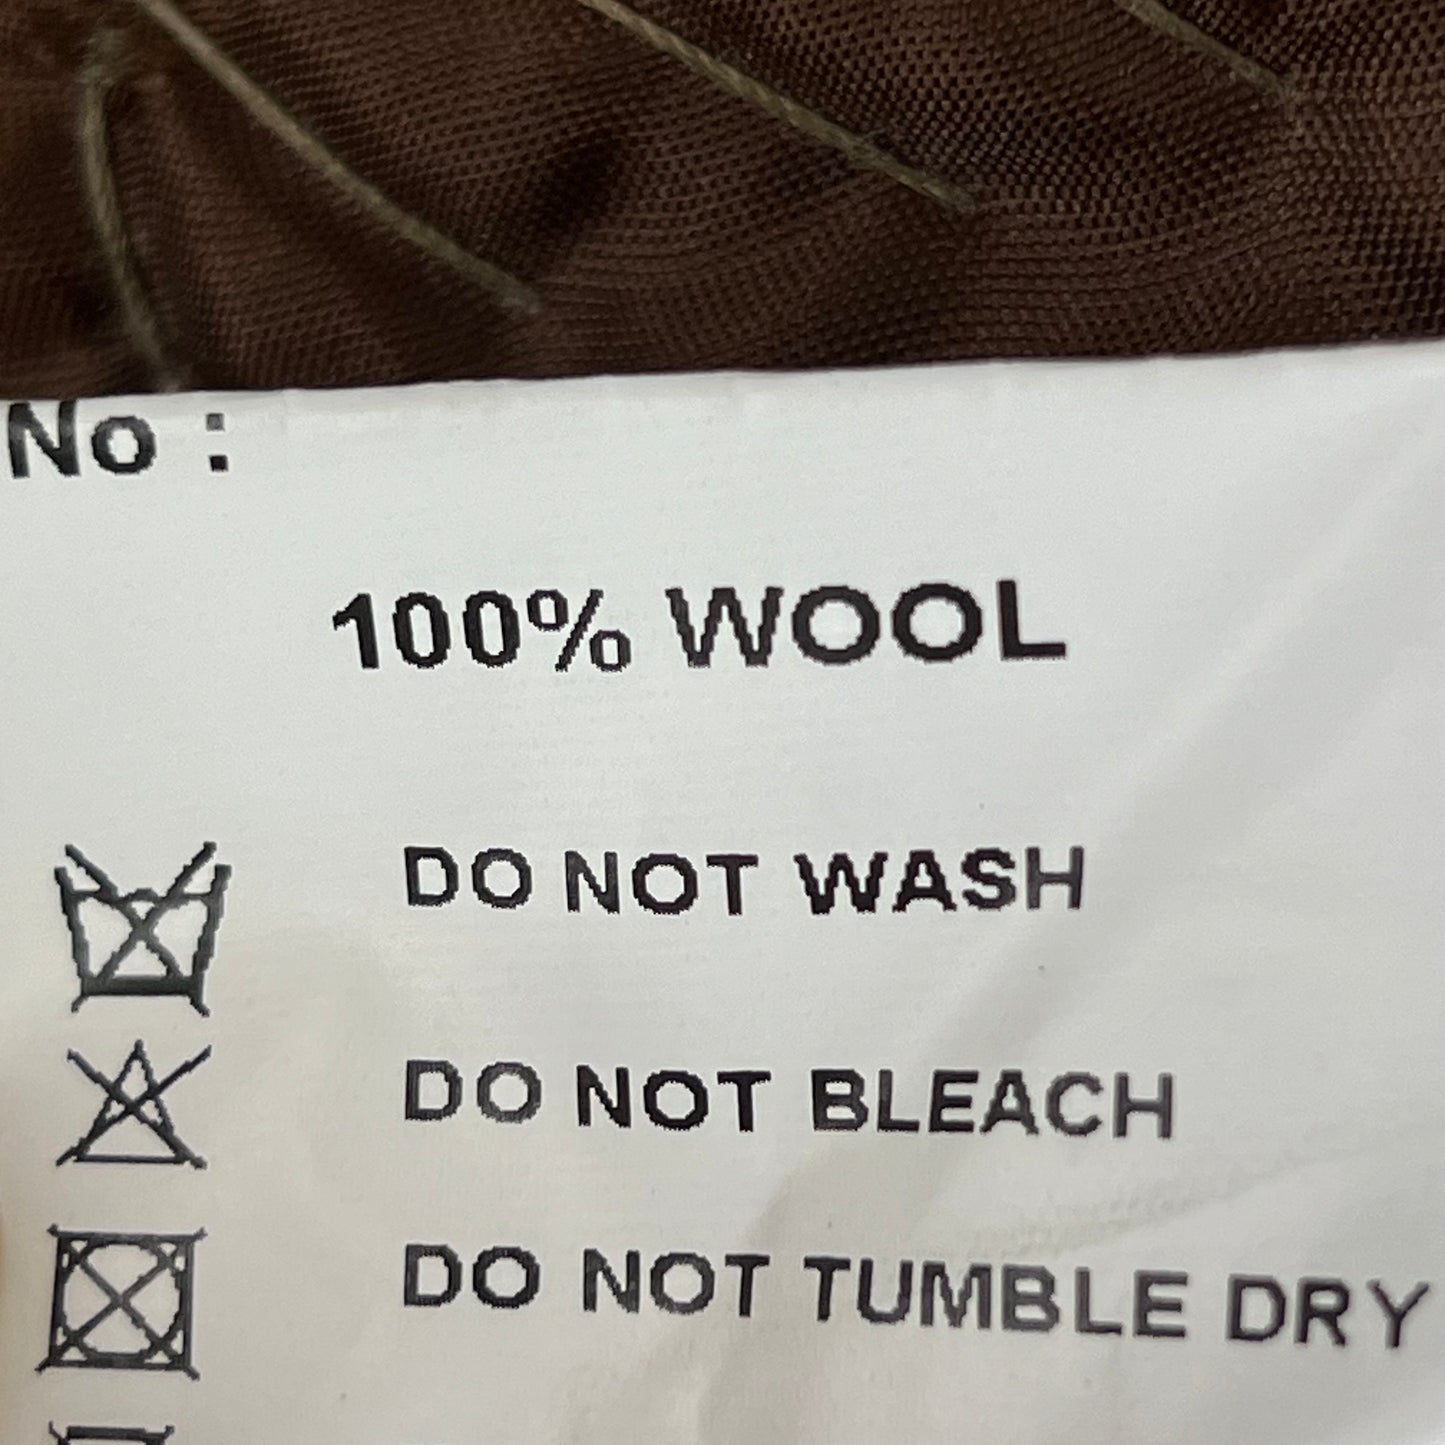 No :
100% WOOL
DO NOT WASH
DO NOT BLEACH
DO NOT TUMBLE DRY